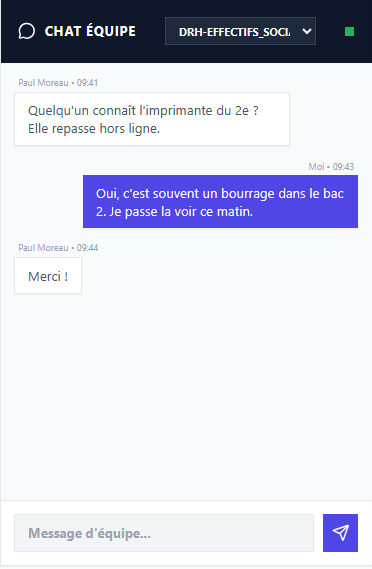 CHAT ÉQUIPE
DRH-EFFECTIFS_SOCI
Paul Moreau • 09:41
Quelqu'un connaît l'imprimante du 2e ?
Elle repasse hors ligne.
Moi • 09:43
Oui, c'est souvent un bourrage dans le bac
2. Je passe la voir ce matin.
Paul Moreau • 09:44
Merci !
Message d'équipe...